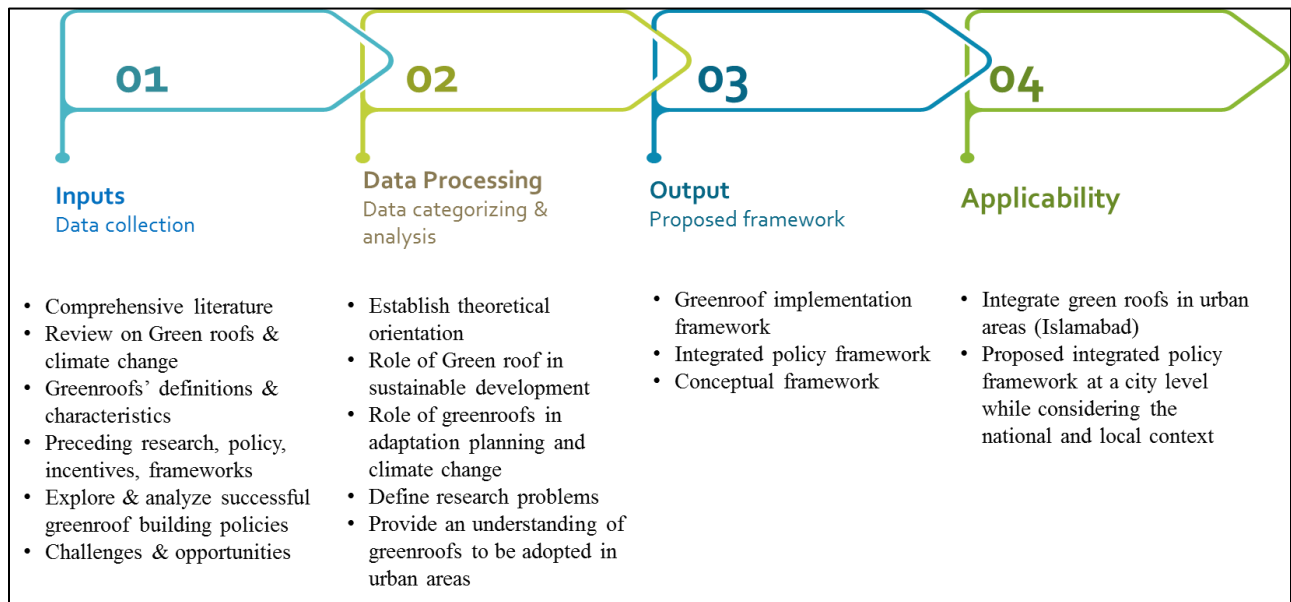 01
Inputs
Data collection
• Comprehensive literature
• Review on Green roofs &
climate change
• Greenroofs' definitions &
characteristics
• Preceding research, policy,
incentives, frameworks
• Explore & analyze successful
greenroof building policies
• Challenges & opportunities
02
Data Processing
Data categorizing &
analysis
• Establish theoretical
orientation
• Role of Green roof in
sustainable development
• Role of greenroofs in
adaptation planning and
climate change
• Define research problems
• Provide an understanding of
greenroofs to be adopted in
urban areas
03
Output
Proposed framework
• Greenroof implementation
framework
• Integrated policy framework
• Conceptual framework
04
Applicability
• Integrate green roofs in urban
areas (Islamabad)
• Proposed integrated policy
framework at a city level
while considering the
national and local context